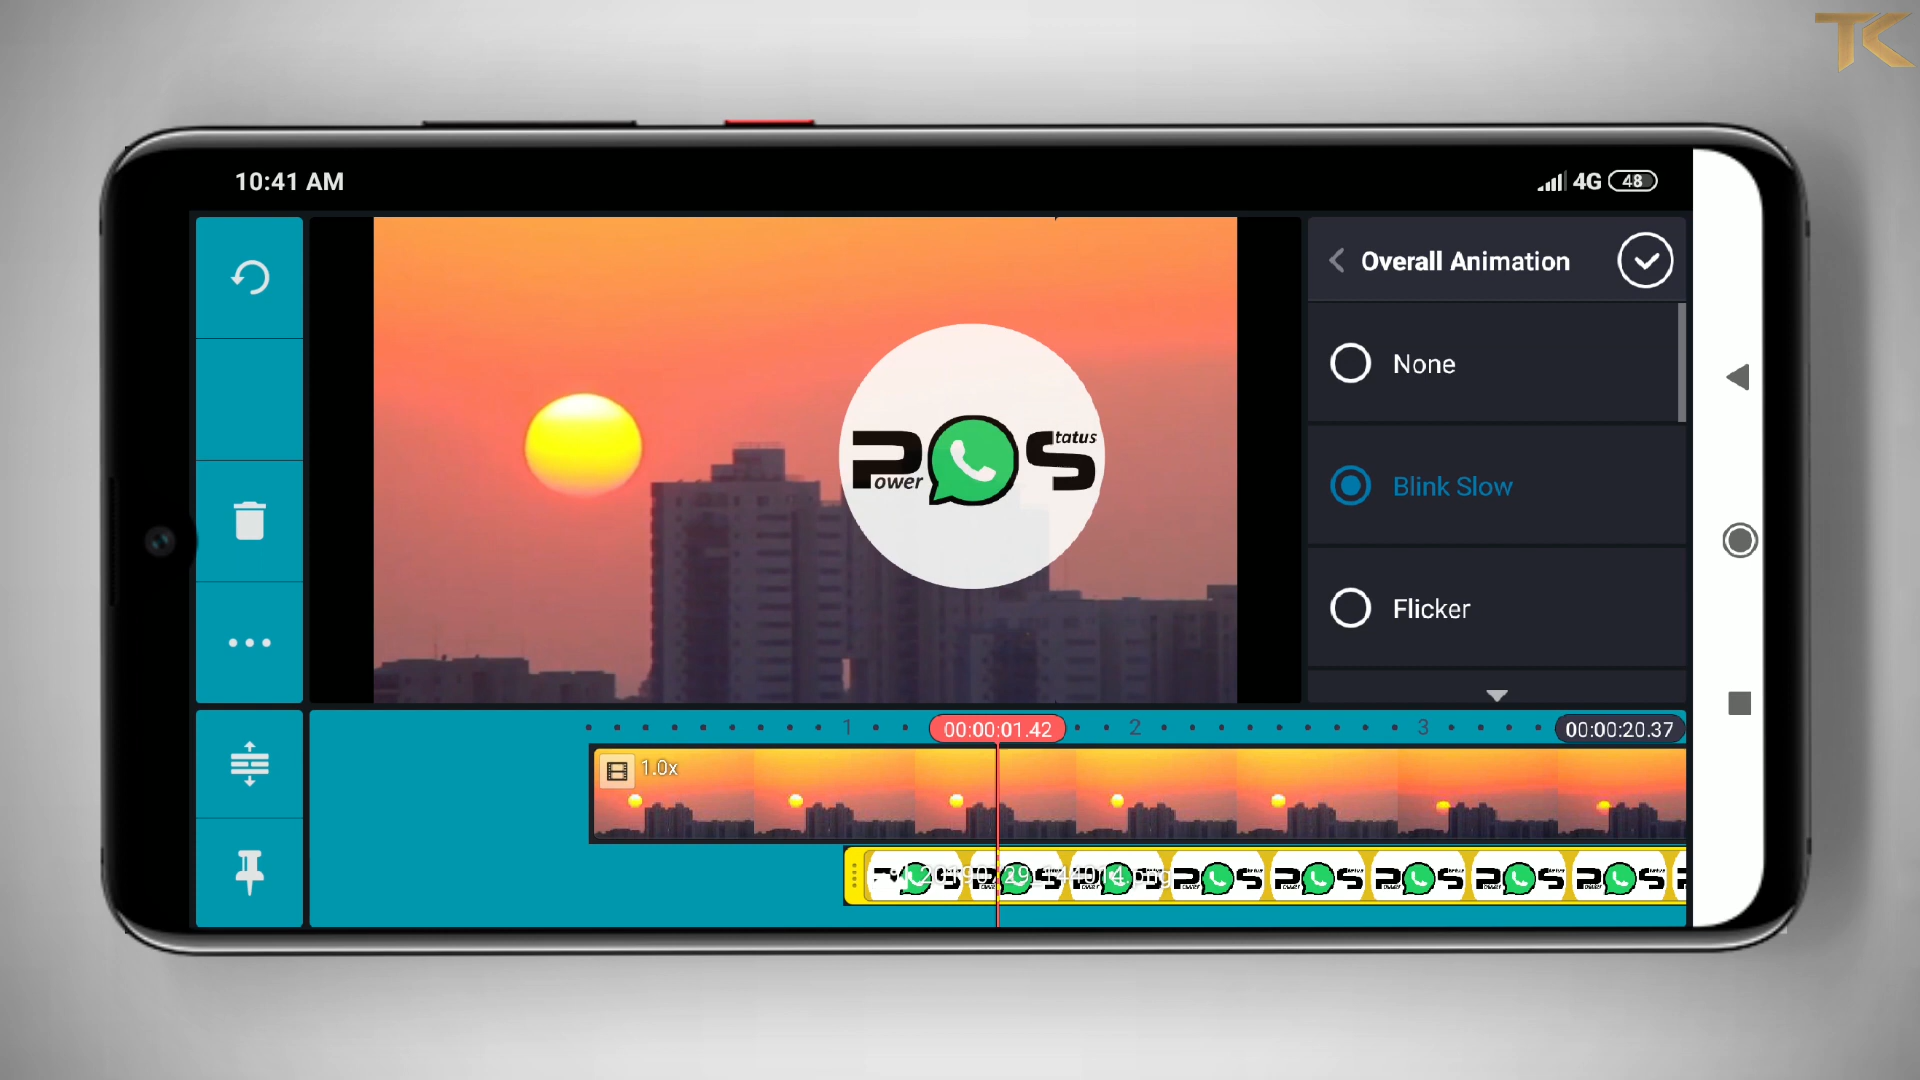 TK
10:41 AM
4G 48
Overall Animation
None
Blink Slow
Flicker
Power
Status
1
00:00:01.42
2
3
00:00:20.37
1.0x